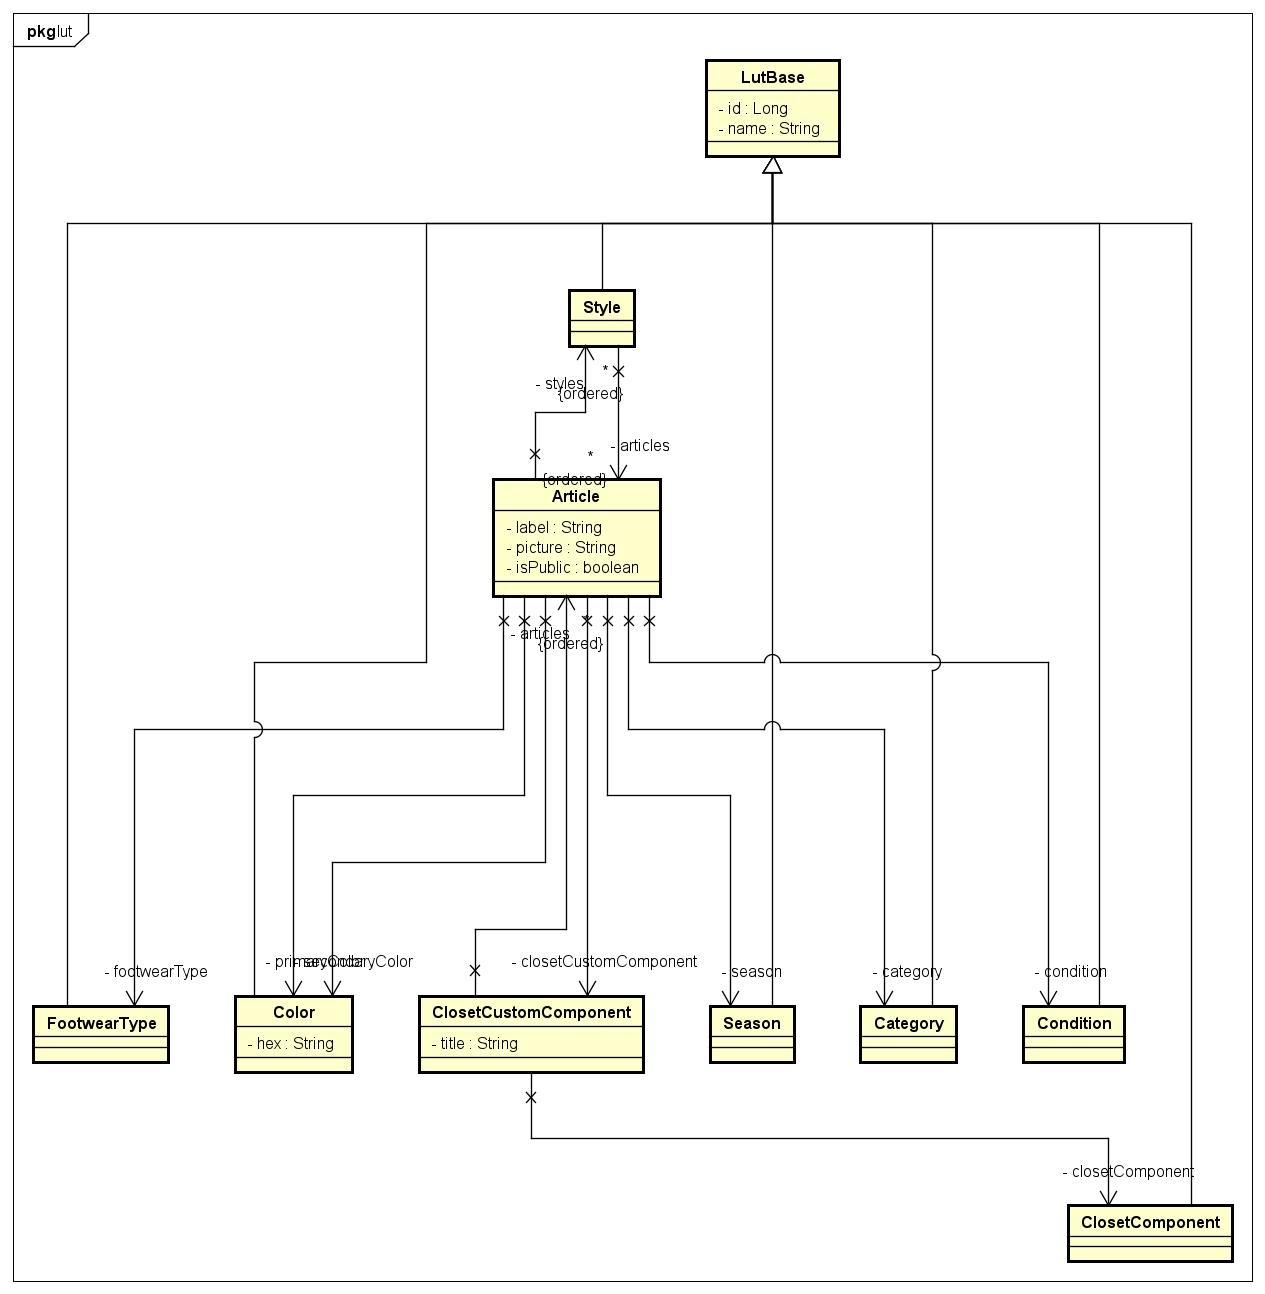 pkg lut
LutBase
- id : Long
- name : String
Style
*
- styles
{ordered}
- articles
*
{ordered}
Article
- label : String
- picture : String
- isPublic : boolean
*
- articles
{ordered}
- footwearType
- primaryColor
- secondaryColor
- closetCustomComponent
- season
- category
- condition
FootwearType
Color
- hex : String
ClosetCustomComponent
- title : String
Season
Category
Condition
- closetComponent
ClosetComponent